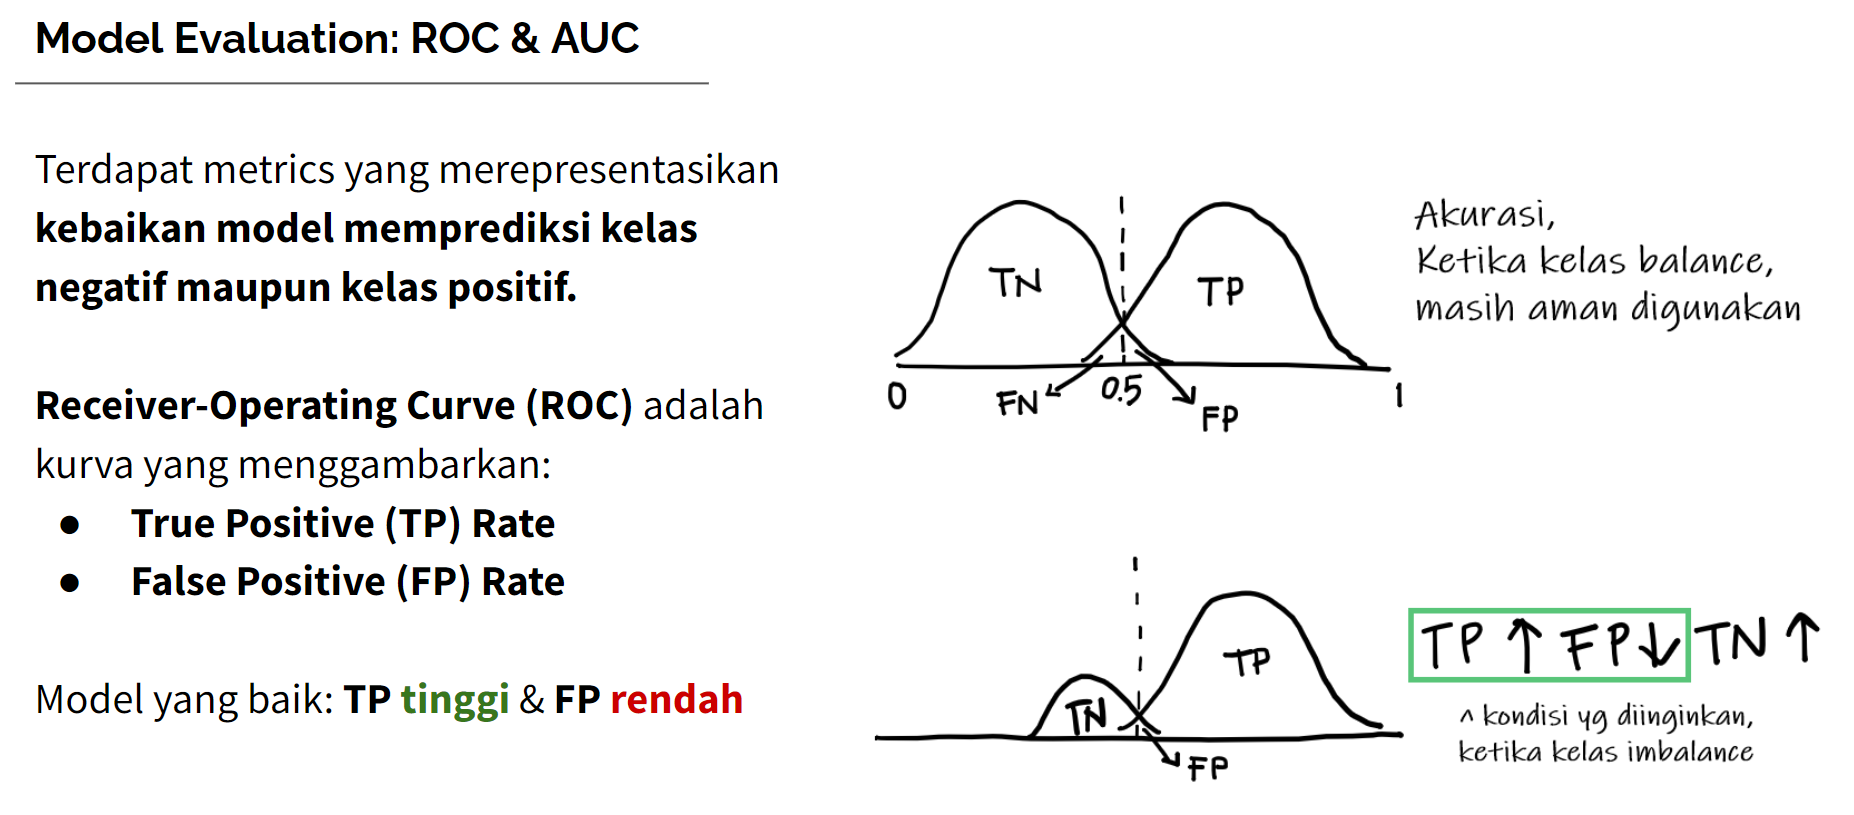 Model Evaluation: ROC & AUC
Terdapat metrics yang merepresentasikan
kebaikan model memprediksi kelas
negatif maupun kelas positif.
Receiver-Operating Curve (ROC) adalah
kurva yang menggambarkan:
● True Positive (TP) Rate
● False Positive (FP) Rate
Model yang baik: TP tinggi & FP rendah
TN
TP
0
FN
0.5
FP
1
Akurasi,
Ketika kelas balance,
masih aman digunakan
TN
TP
FP
TP ↑ FP ↓ TN ↑
^ kondisi yg diinginkan,
ketika kelas imbalance